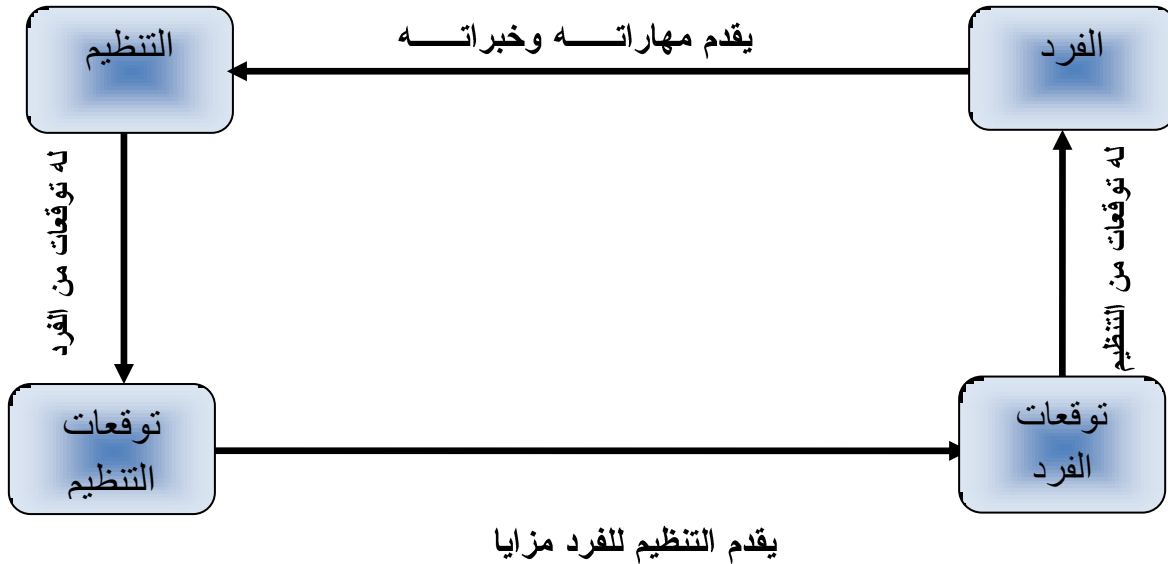 الفرد
يقدم مهاراتـــــه وخبراتـــــه
التنظيم
له توقعات من التنظيم
له توقعات من الفرد
توقعات
الفرد
توقعات
التنظيم
يقدم التنظيم للفرد مزايا